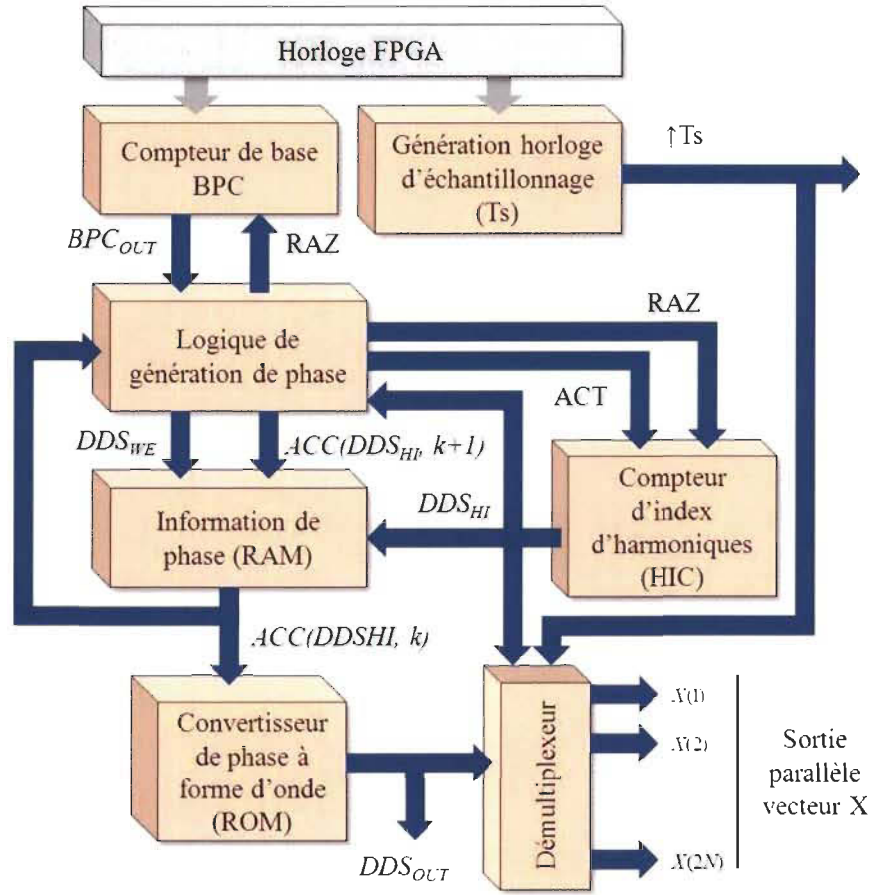 Horloge FPGA
Compteur de base
BPC
Génération horloge
d'échantillonnage
(Ts)
↑Ts
BPC_OUT
RAZ
Logique de
génération de phase
RAZ
ACT
DDS_WE
ACC(DDS_HI, k+1)
Information de
phase (RAM)
DDS_HI
Compteur
d'index
d'harmoniques
(HIC)
ACC(DDSHI, k)
Convertisseur
de phase à
forme d'onde
(ROM)
DDS_OUT
Démultiplexeur
X(1)
X(2)
X(2N)
Sortie
parallèle
vecteur X